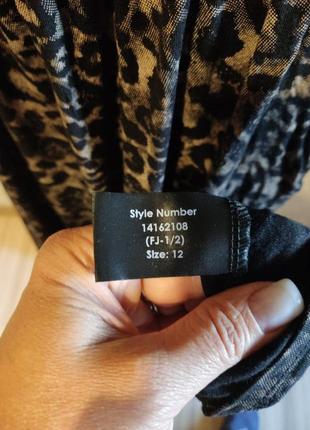 Style Number
14162108
(FJ-1/2)
Size: 12